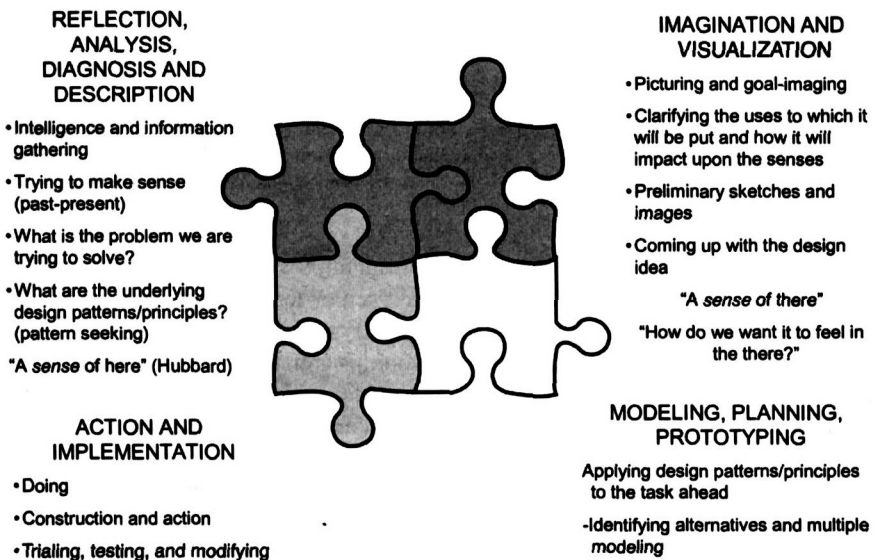 REFLECTION,
ANALYSIS,
DIAGNOSIS AND
DESCRIPTION
• Intelligence and information
gathering
• Trying to make sense
(past-present)
• What is the problem we are
trying to solve?
• What are the underlying
design patterns/principles?
(pattern seeking)
"A sense of here" (Hubbard)
IMAGINATION AND
VISUALIZATION
• Picturing and goal-imaging
• Clarifying the uses to which it
will be put and how it will
impact upon the senses
• Preliminary sketches and
images
• Coming up with the design
idea
"A sense of there"
"How do we want it to feel in
the there?"
ACTION AND
IMPLEMENTATION
• Doing
• Construction and action
• Trialing, testing, and modifying
MODELING, PLANNING,
PROTOTYPING
Applying design patterns/principles
to the task ahead
-Identifying alternatives and multiple
modeling